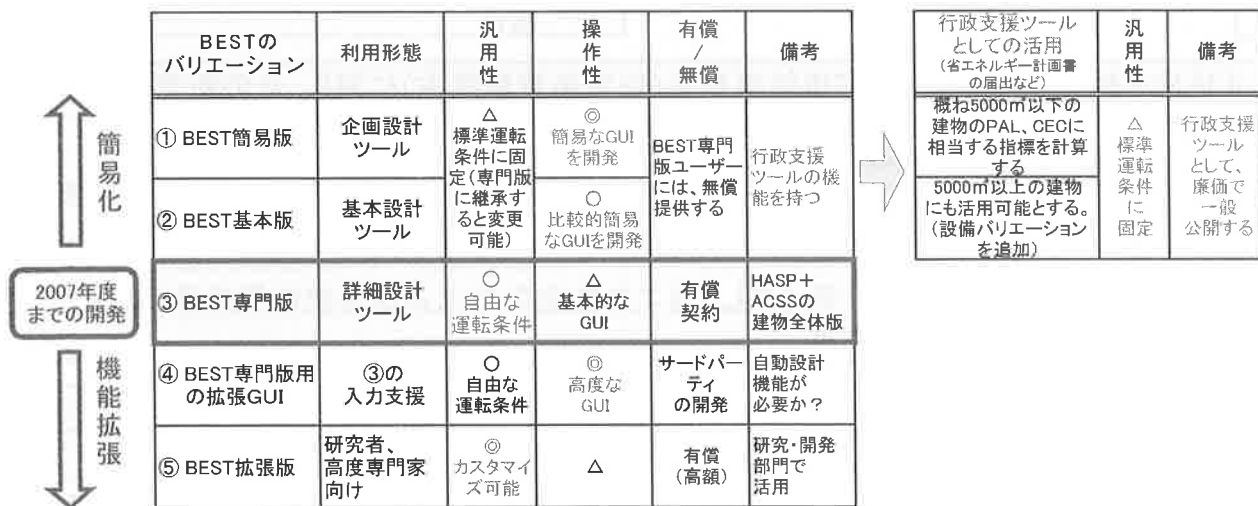 BESTの
バリエーション
利用形態
汎
用
性
操
作
性
有償
/
無償
備考
① BEST簡易版
企画設計
ツール
△
標準運転
条件に固
定(専門版
に継承す
ると変更
可能)
◎
簡易なGUI
を開発
BEST専門
版ユーザー
には、無償
提供する
行政支援
ツールの機
能を持つ
② BEST基本版
基本設計
ツール
○
比較的簡易
なGUIを開発
③ BEST専門版
詳細設計
ツール
○
自由な
運転条件
△
基本的な
GUI
有償
契約
HASP+
ACSSの
建物全体版
④ BEST専門版用
の拡張GUI
③の
入力支援
○
自由な
運転条件
◎
高度な
GUI
サードパー
ティ
の開発
自動設計
機能が
必要か?
⑤ BEST拡張版
研究者、
高度専門家
向け
◎
カスタマイ
ズ可能
△
有償
(高額)
研究・開発
部門で
活用
簡易化
2007年度
までの開発
機能拡張
行政支援ツール
としての活用
(省エネルギー計画書
の届出など)
汎
用
性
備考
概ね5000㎡以下の
建物のPAL、CECに
相当する指標を計算
する
△
標準
運転
条件
に
固定
行政支援
ツール
として、
廉価で
一般
公開する
5000㎡以上の建物
にも活用可能とする。
(設備バリエーション
を追加)